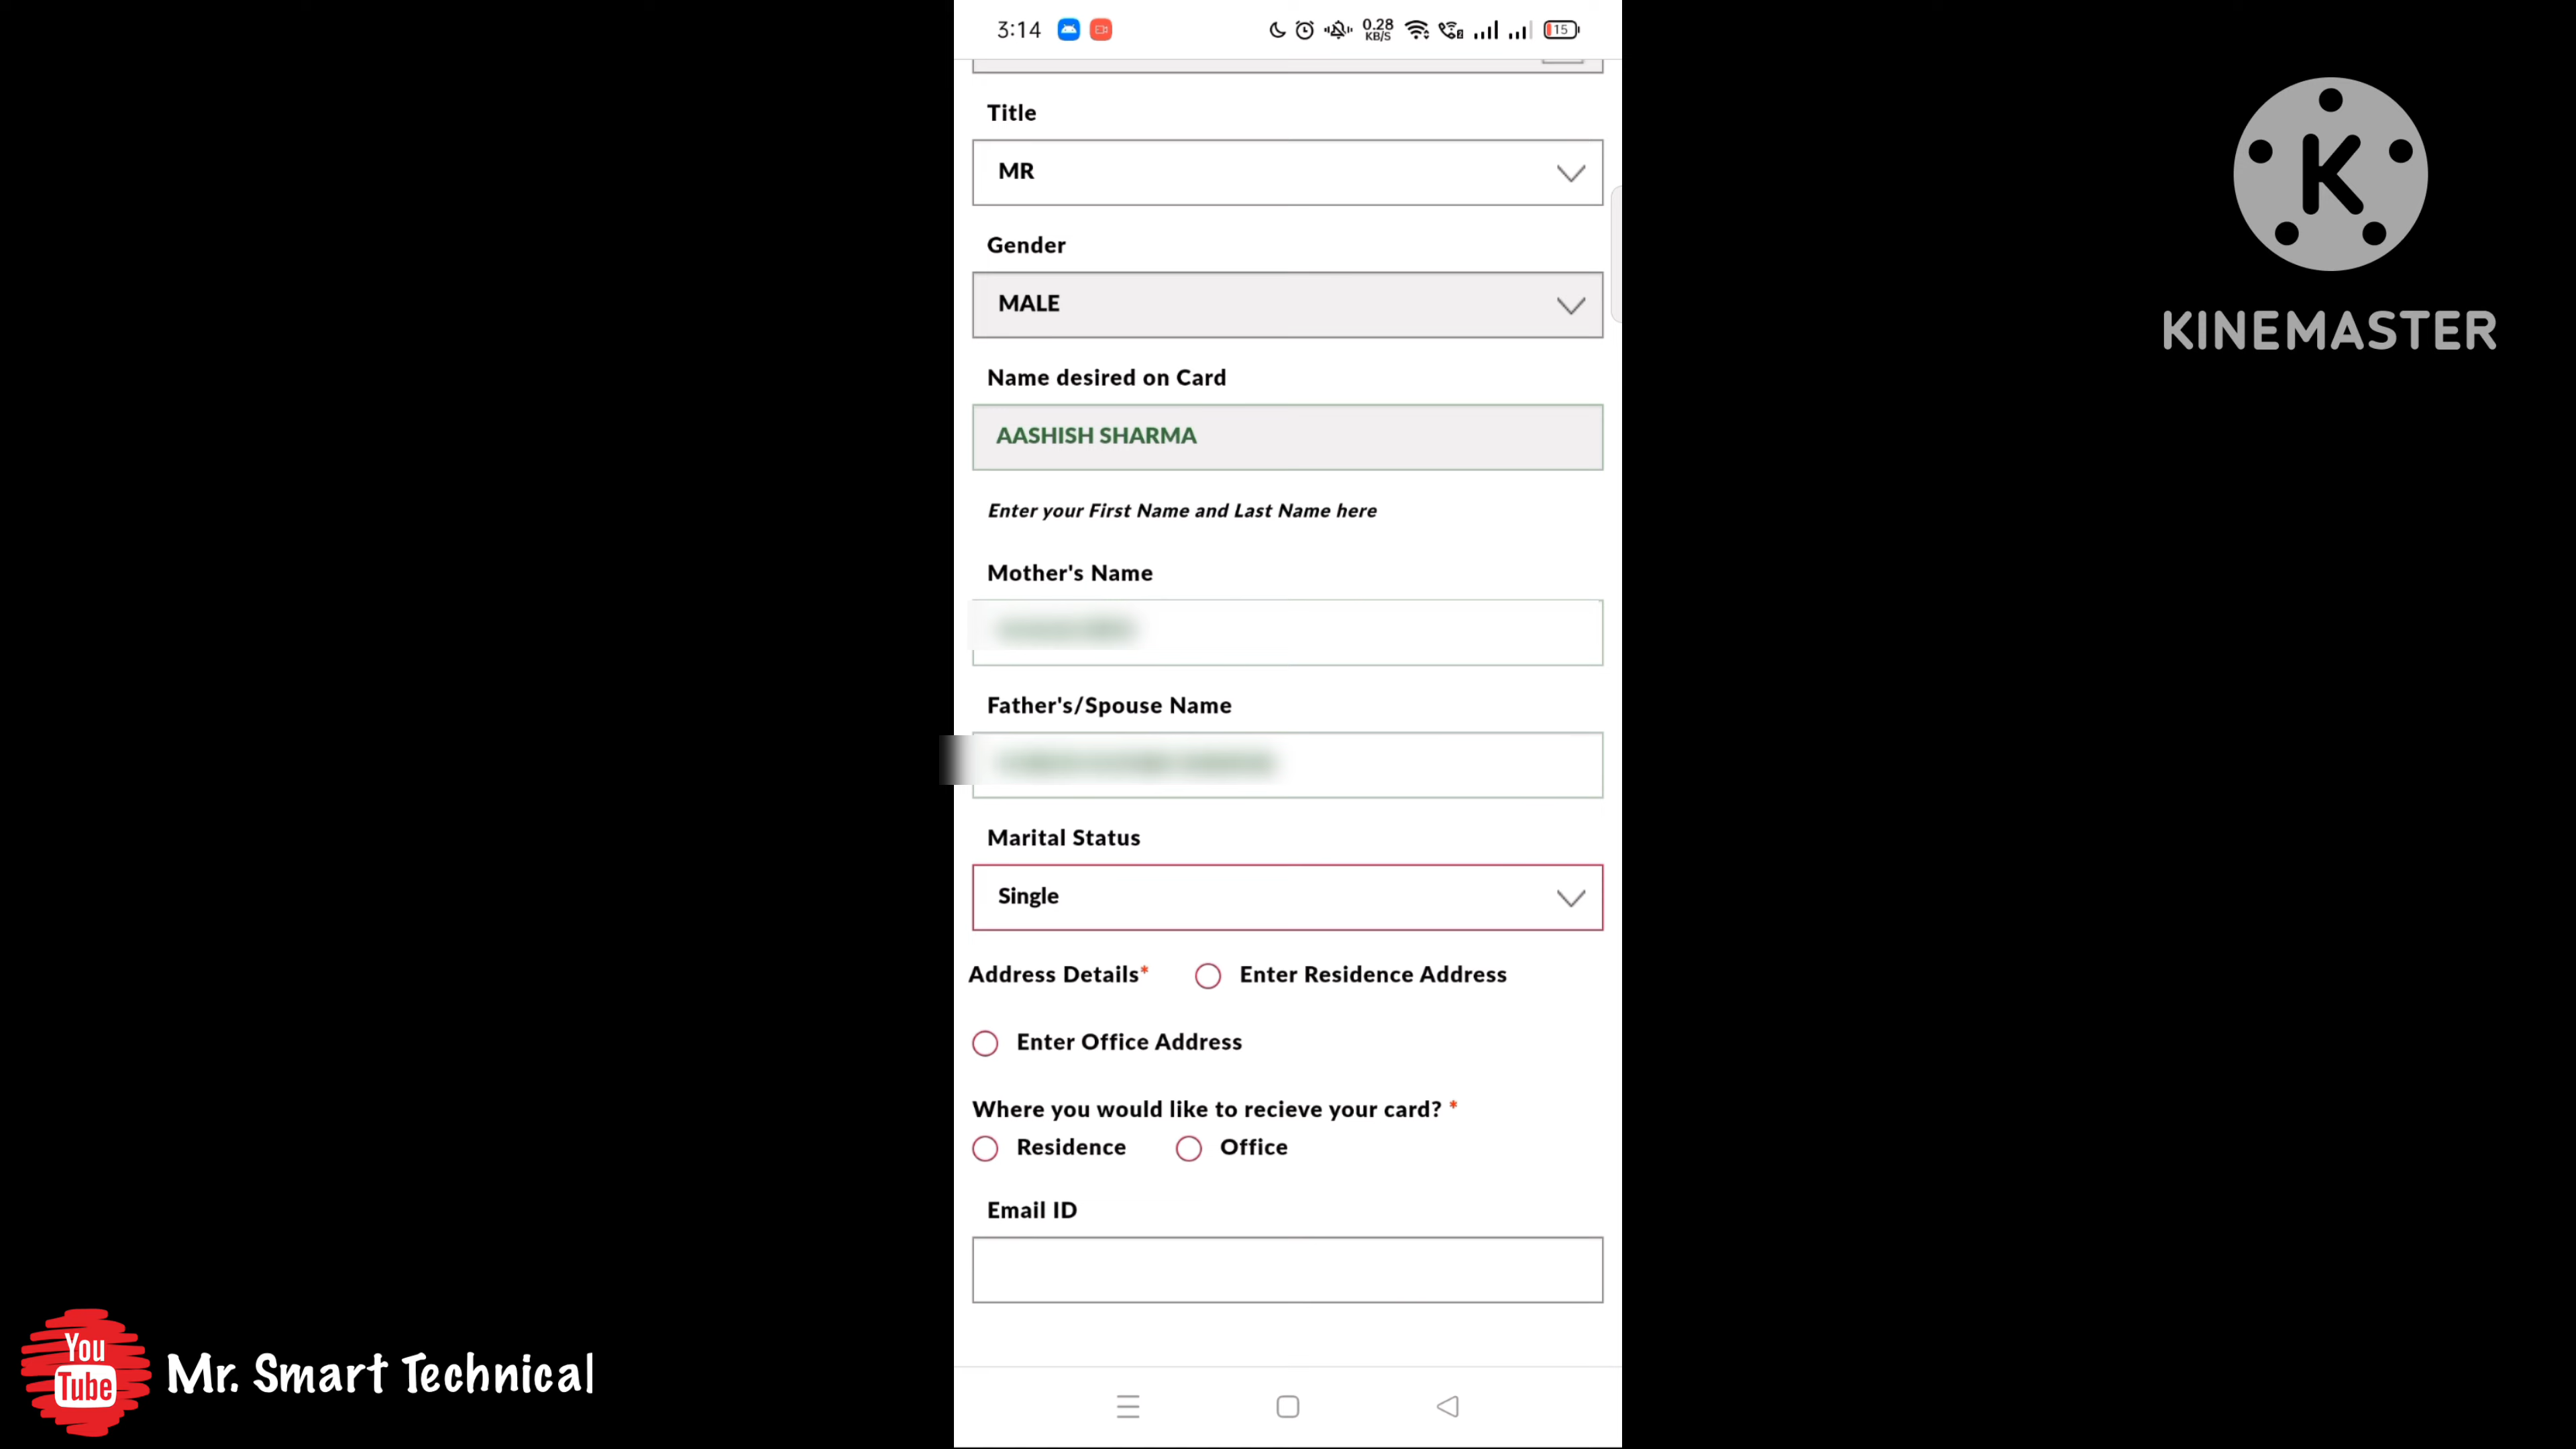 3:14
0.28
KB/S
15
Title
MR
Gender
MALE
Name desired on Card
AASHISH SHARMA
Enter your First Name and Last Name here
Mother's Name
Father's/Spouse Name
Marital Status
Single
Address Details* Enter Residence Address
Enter Office Address
Where you would like to recieve your card? *
Residence Office
Email ID
K
KINEMASTER
You
Tube
Mr. Smart Technical